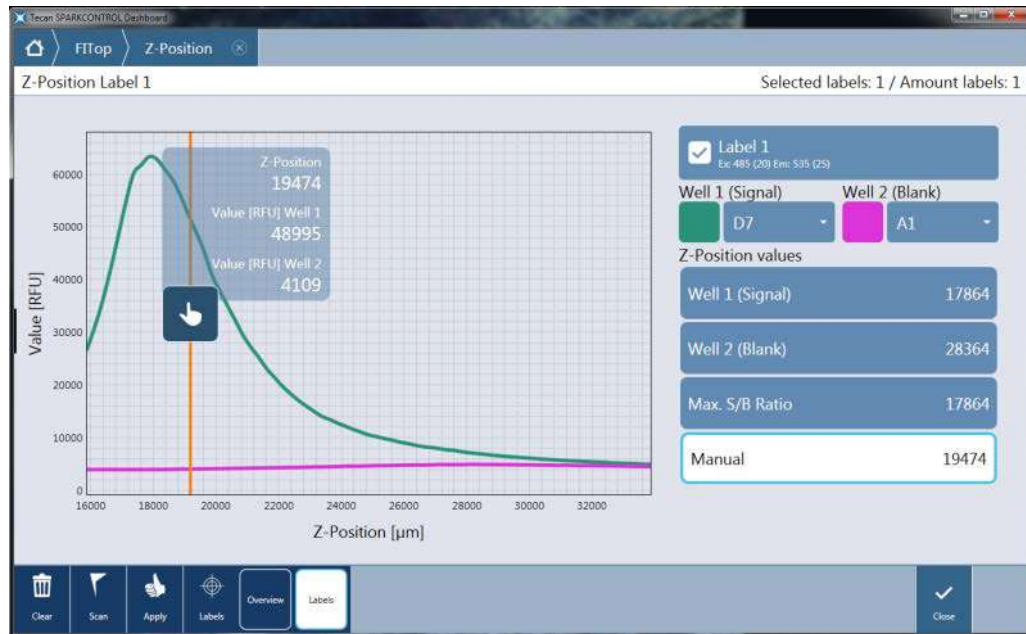 Tecan SPARKCONTROL Dashboard
FITop Z-Position
Z-Position Label 1
Selected labels: 1 / Amount labels: 1
Value [RFU]
60000
50000
40000
30000
20000
10000
0
16000 18000 20000 22000 24000 26000 28000 30000 32000
Z-Position [µm]
Z-Position
19474
Value [RFU] Well 1
48995
Value [RFU] Well 2
4109
Label 1
Ex: 485 (20) Em: 535 (25)
Well 1 (Signal) Well 2 (Blank)
D7 A1
Z-Position values
Well 1 (Signal) 17864
Well 2 (Blank) 28364
Max. S/B Ratio 17864
Manual 19474
Clear Scan Apply Labels Overview Labels Close